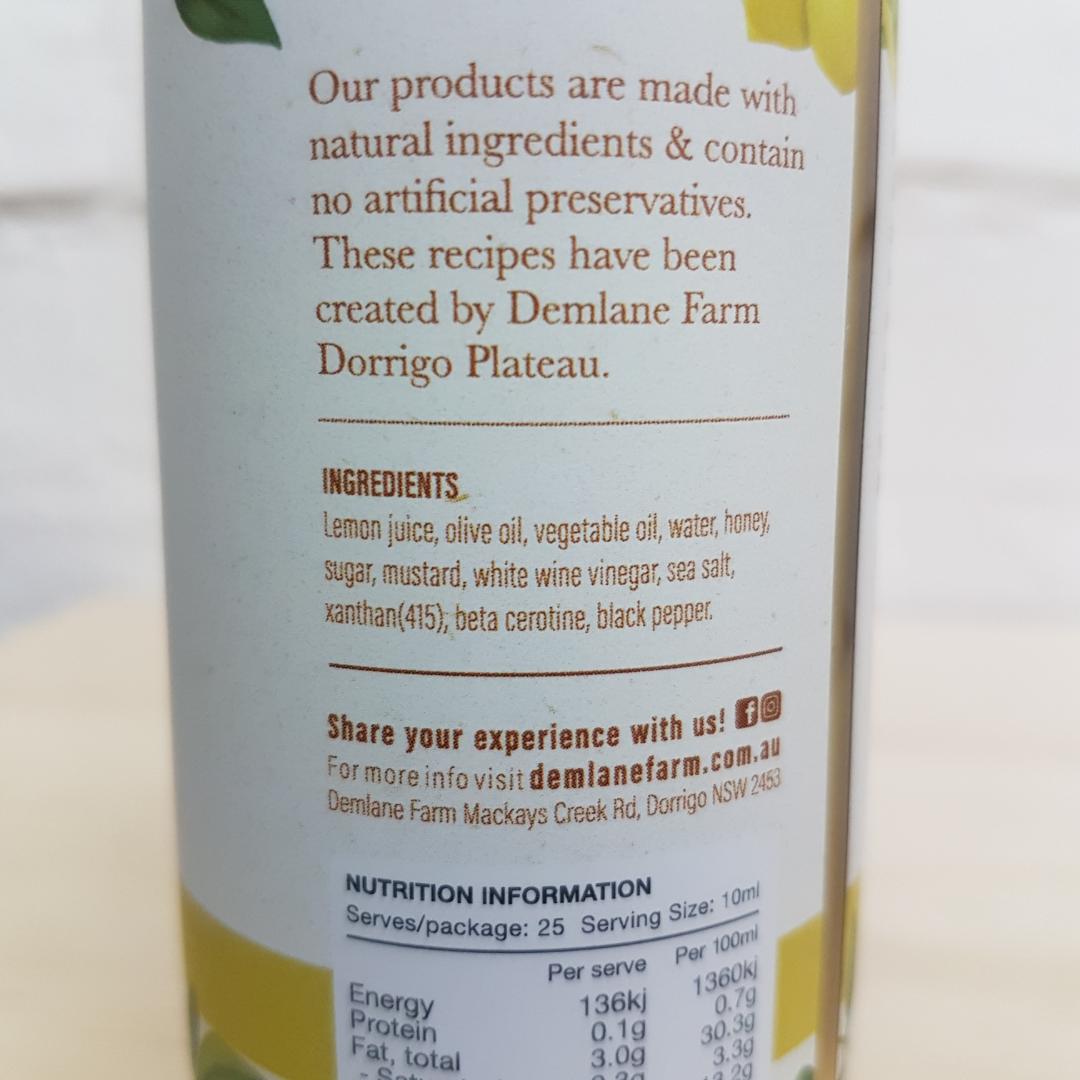 Our products are made with
natural ingredients & contain
no artificial preservatives.
These recipes have been
created by Demlane Farm
Dorrigo Plateau.
INGREDIENTS
Lemon juice, olive oil, vegetable oil, water, honey,
sugar, mustard, white wine vinegar, sea salt,
xanthan(415), beta cerotine, black pepper.
Share your experience with us!
For more info visit demlanefarm.com.au
Demlane Farm Mackays Creek Rd, Dorrigo NSW 2453
NUTRITION INFORMATION
Serves/package: 25 Serving Size: 10ml
Per serve Per 100ml
Energy 136kj 1360kj
Protein 0.1g 0.7g
Fat, total 3.0g 30.3g
3.3g